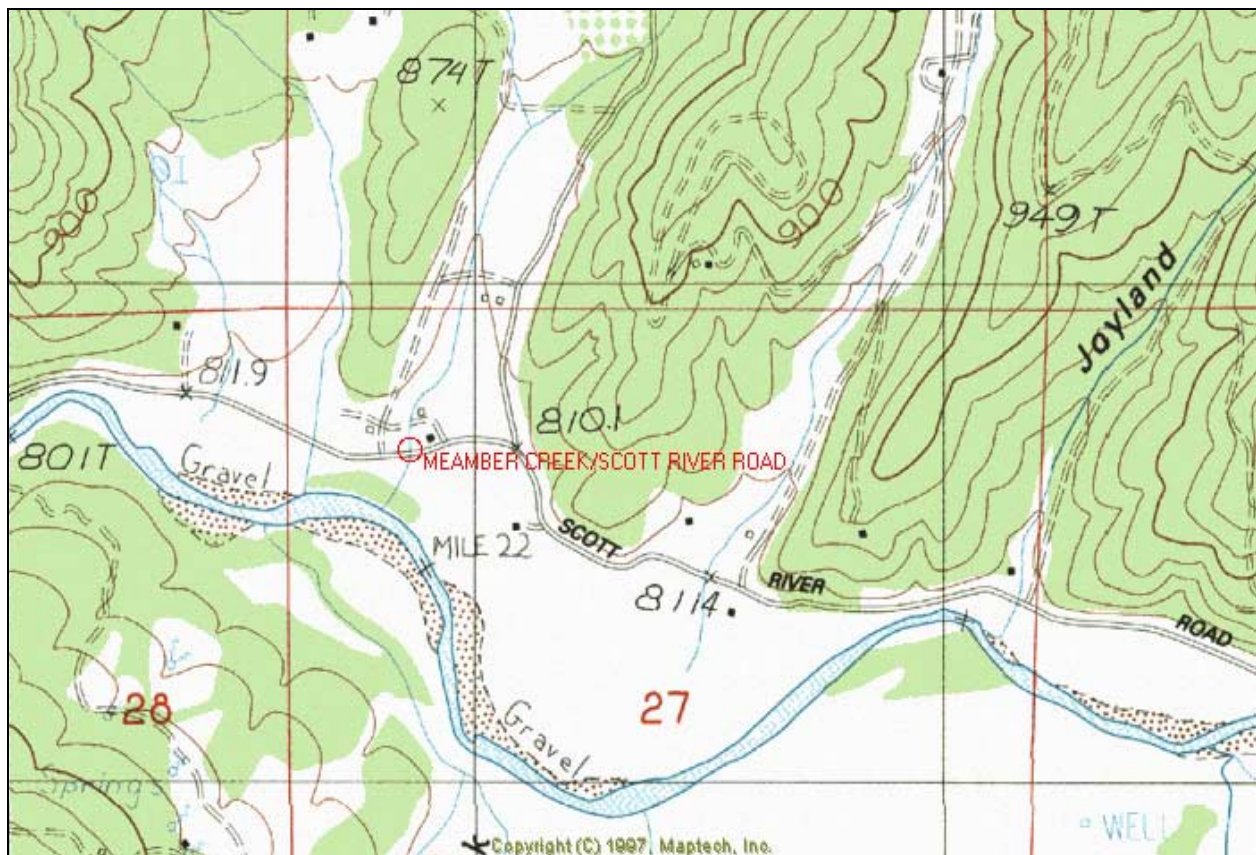 874T
10
900
900
949T
Joyland
811.9
810.1
801T
Gravel
MEAMBER CREEK/SCOTT RIVER ROAD
MILE 22
SCOTT
RIVER
ROAD
8114
28
27
Gravel
Springs
WELL
Copyright (C) 1997, Maptech, Inc.